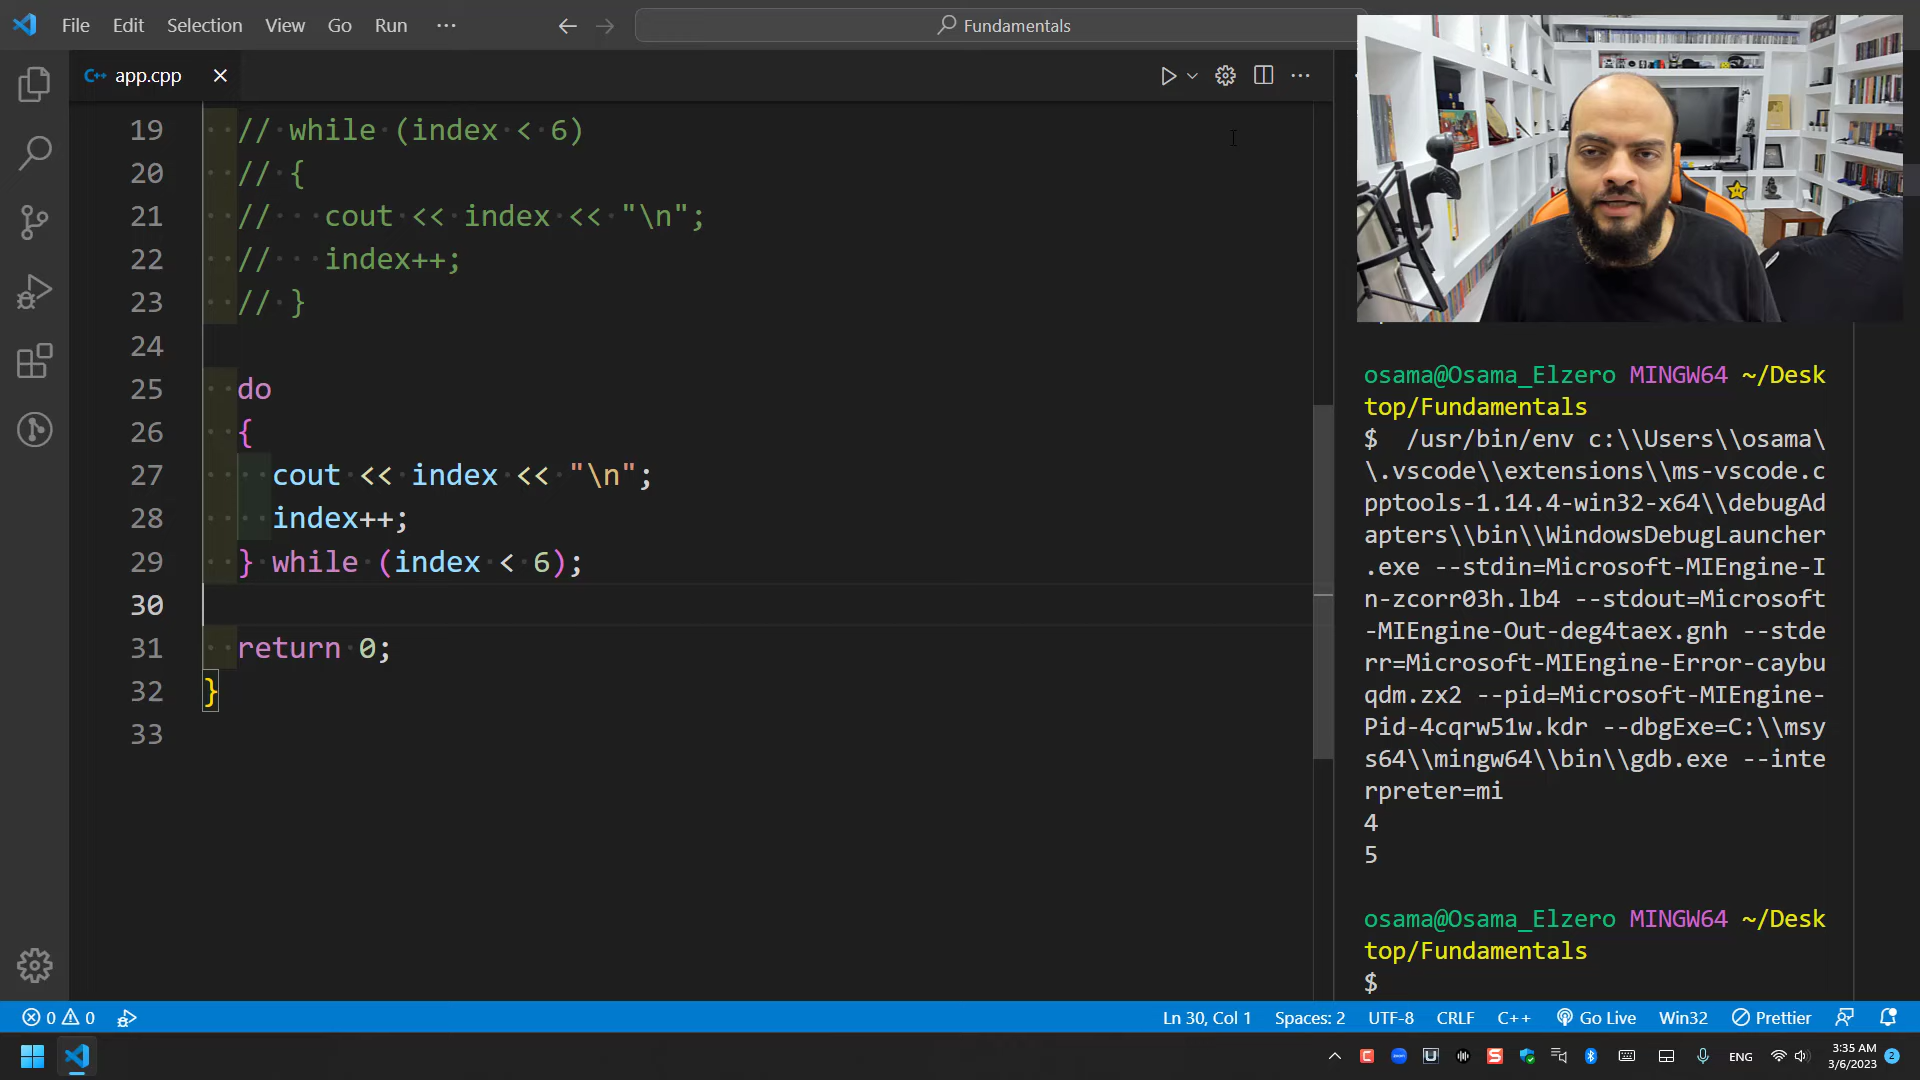 File Edit Selection View Go Run ··· Fundamentals
app.cpp
19 // while (index < 6)
20 // {
21 //   cout << index << "\n";
22 //   index++;
23 // }
24
25 do
26 {
27 cout << index << "\n";
28 index++;
29 } while (index < 6);
30
31 return 0;
32 }
33
osama@Osama_Elzero MINGW64 ~/Desk
top/Fundamentals
$  /usr/bin/env c:\\Users\\osama\
\.vscode\\extensions\\ms-vscode.c
pptools-1.14.4-win32-x64\\debugAd
apters\\bin\\WindowsDebugLauncher
.exe --stdin=Microsoft-MIEngine-I
n-zcorr03h.lb4 --stdout=Microsoft
-MIEngine-Out-deg4taex.gnh --stde
rr=Microsoft-MIEngine-Error-caybu
qdm.zx2 --pid=Microsoft-MIEngine-
Pid-4cqrw51w.kdr --dbgExe=C:\\msy
s64\\mingw64\\bin\\gdb.exe --inte
rpreter=mi
4
5
osama@Osama_Elzero MINGW64 ~/Desk
top/Fundamentals
$
0 0 Ln 30, Col 1 Spaces: 2 UTF-8 CRLF C++ Go Live Win32 Prettier
ENG 3:35 AM
3/6/2023 2